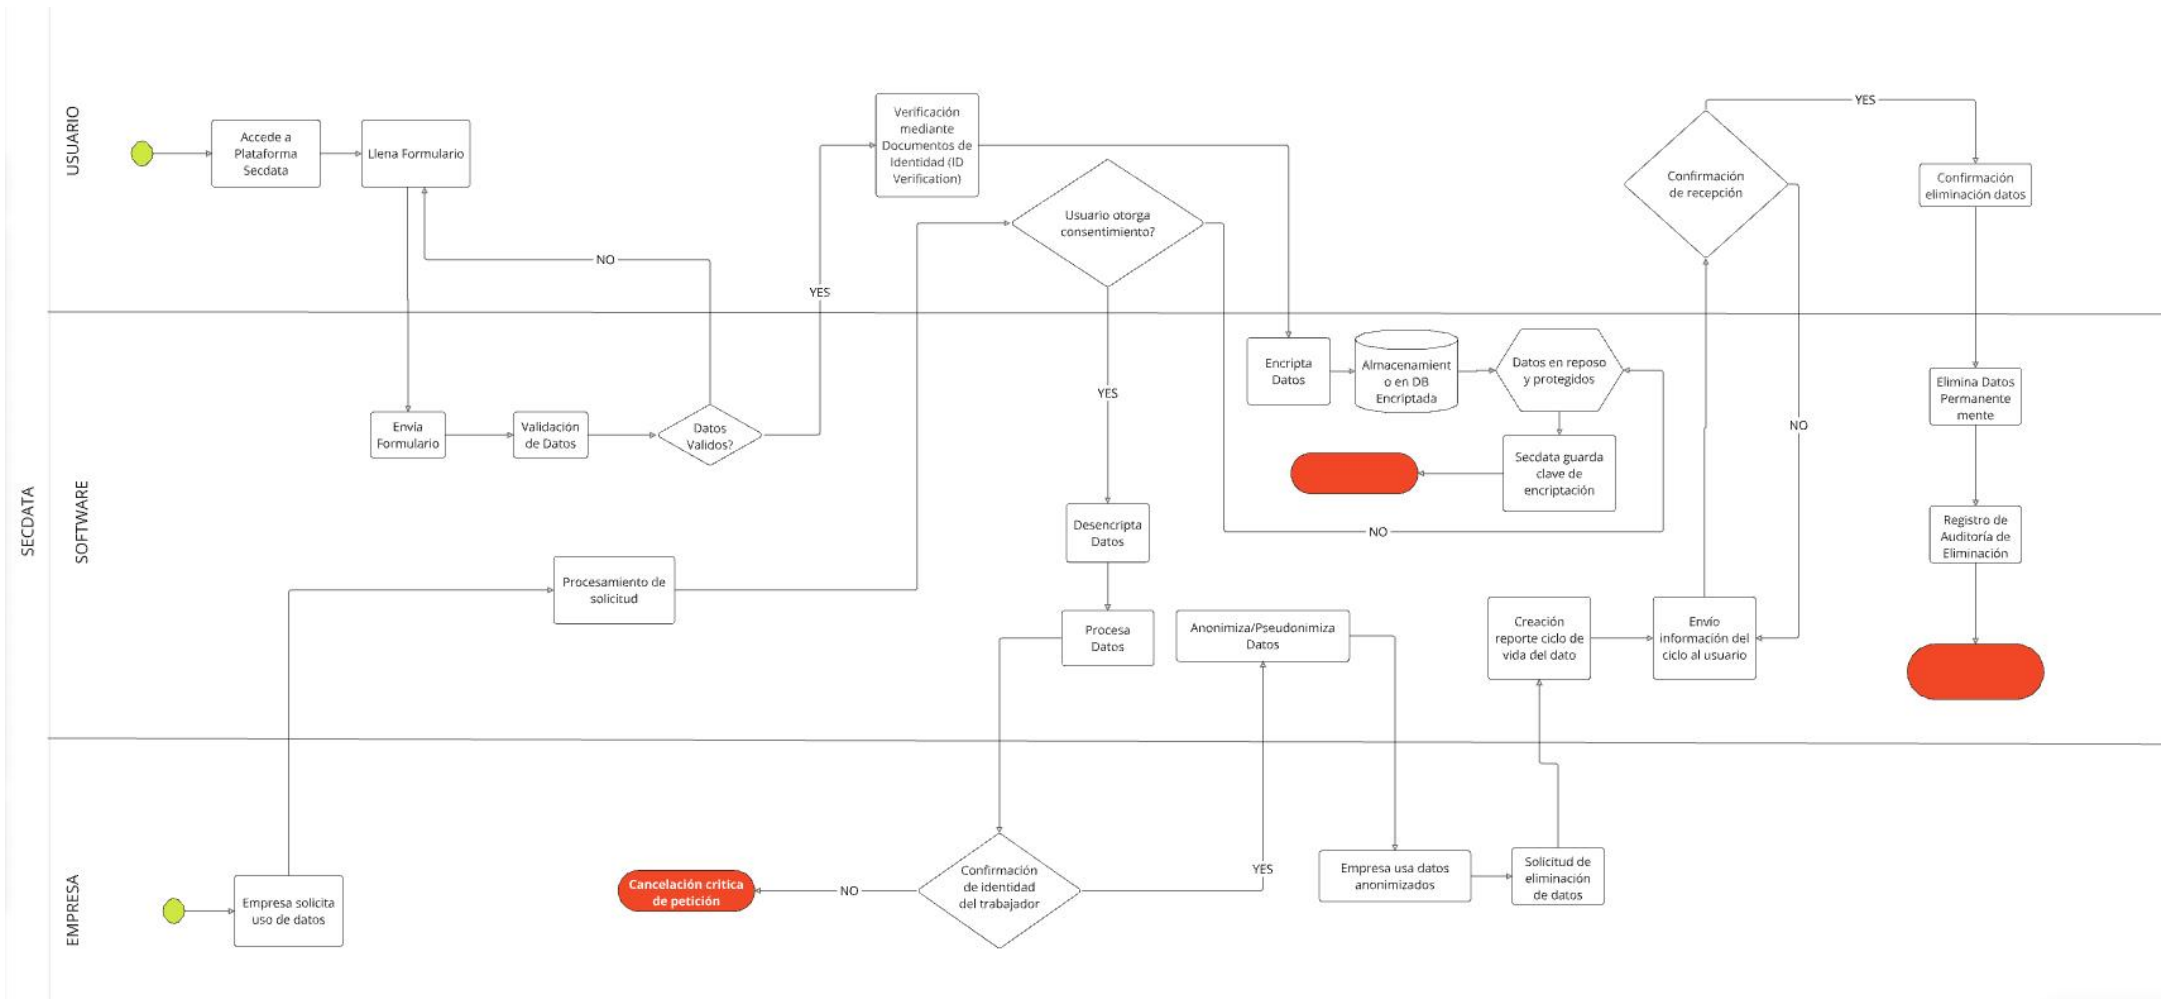 SECDATA
USUARIO
Accede a
Plataforma
Secdata
Llena Formulario
NO
YES
Verificación
mediante
Documentos de
Identidad (ID
Verification)
Usuario otorga
consentimiento?
Confirmación
de recepción
YES
Confirmación
eliminación datos
SOFTWARE
Envía
Formulario
Validación
de Datos
Datos
Validos?
YES
Encripta
Datos
Almacenamient
o en DB
Encriptada
Datos en reposo
y protegidos
Secdata guarda
clave de
encriptación
NO
NO
Elimina Datos
Permanente
mente
Registro de
Auditoría de
Eliminación
Procesamiento de
solicitud
Desencripta
Datos
Procesa
Datos
Anonimiza/Pseudonimiza
Datos
Creación
reporte ciclo de
vida del dato
Envío
información del
ciclo al usuario
EMPRESA
Empresa solicita
uso de datos
Cancelación critica
de petición
NO
Confirmación
de identidad
del trabajador
YES
Empresa usa datos
anonimizados
Solicitud de
eliminación
de datos